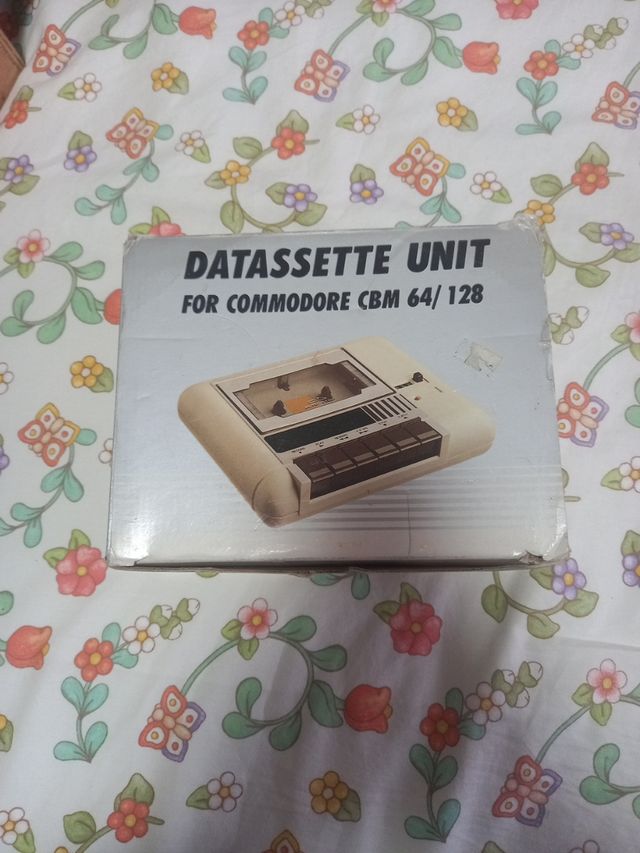 DATASSETTE UNIT
FOR COMMODORE CBM 64/128